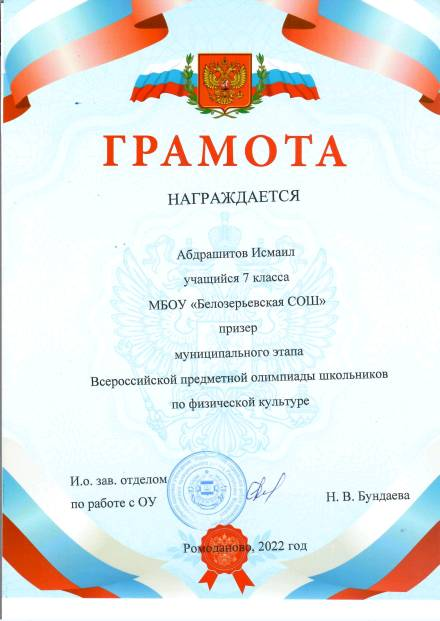 ГРАМОТА
НАГРАЖДАЕТСЯ
Абдрашитов Исмаил
учащийся 7 класса
МБОУ «Белозерьевская СОШ»
призер
муниципального этапа
Всероссийской предметной олимпиады школьников
по физической культуре
И.о. зав. отделом
по работе с ОУ
Н. В. Бундаева
Ромоданово, 2022 год